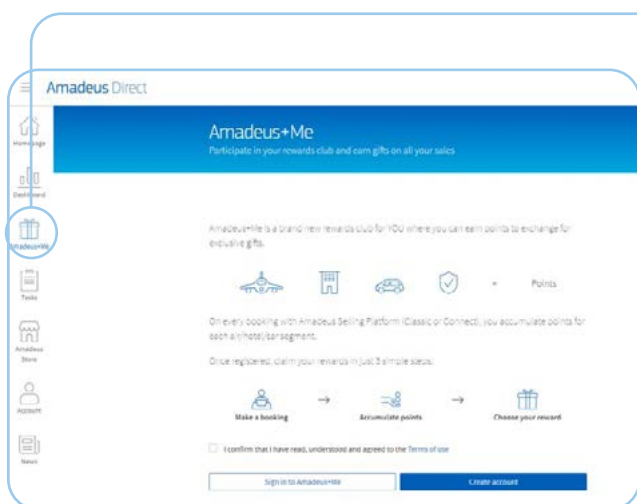 Amadeus Direct
Homepage
Dashboard
Amadeus+Me
Tasks
Amadeus
Store
Account
News
Amadeus+Me
Participate in your rewards club and earn gifts on all your sales
Amadeus+Me is a brand new rewards club for YOU where you can earn points to exchange for
exclusive gifts.
= Points
On every booking with Amadeus Selling Platform (Classic or Connect), you accumulate points for
each air/hotel/car segment.
Once registered, claim your rewards in just 3 simple steps:
Make a booking → Accumulate points → Choose your reward
I confirm that I have read, understood and agreed to the Terms of use
Sign in to Amadeus+Me
Create account